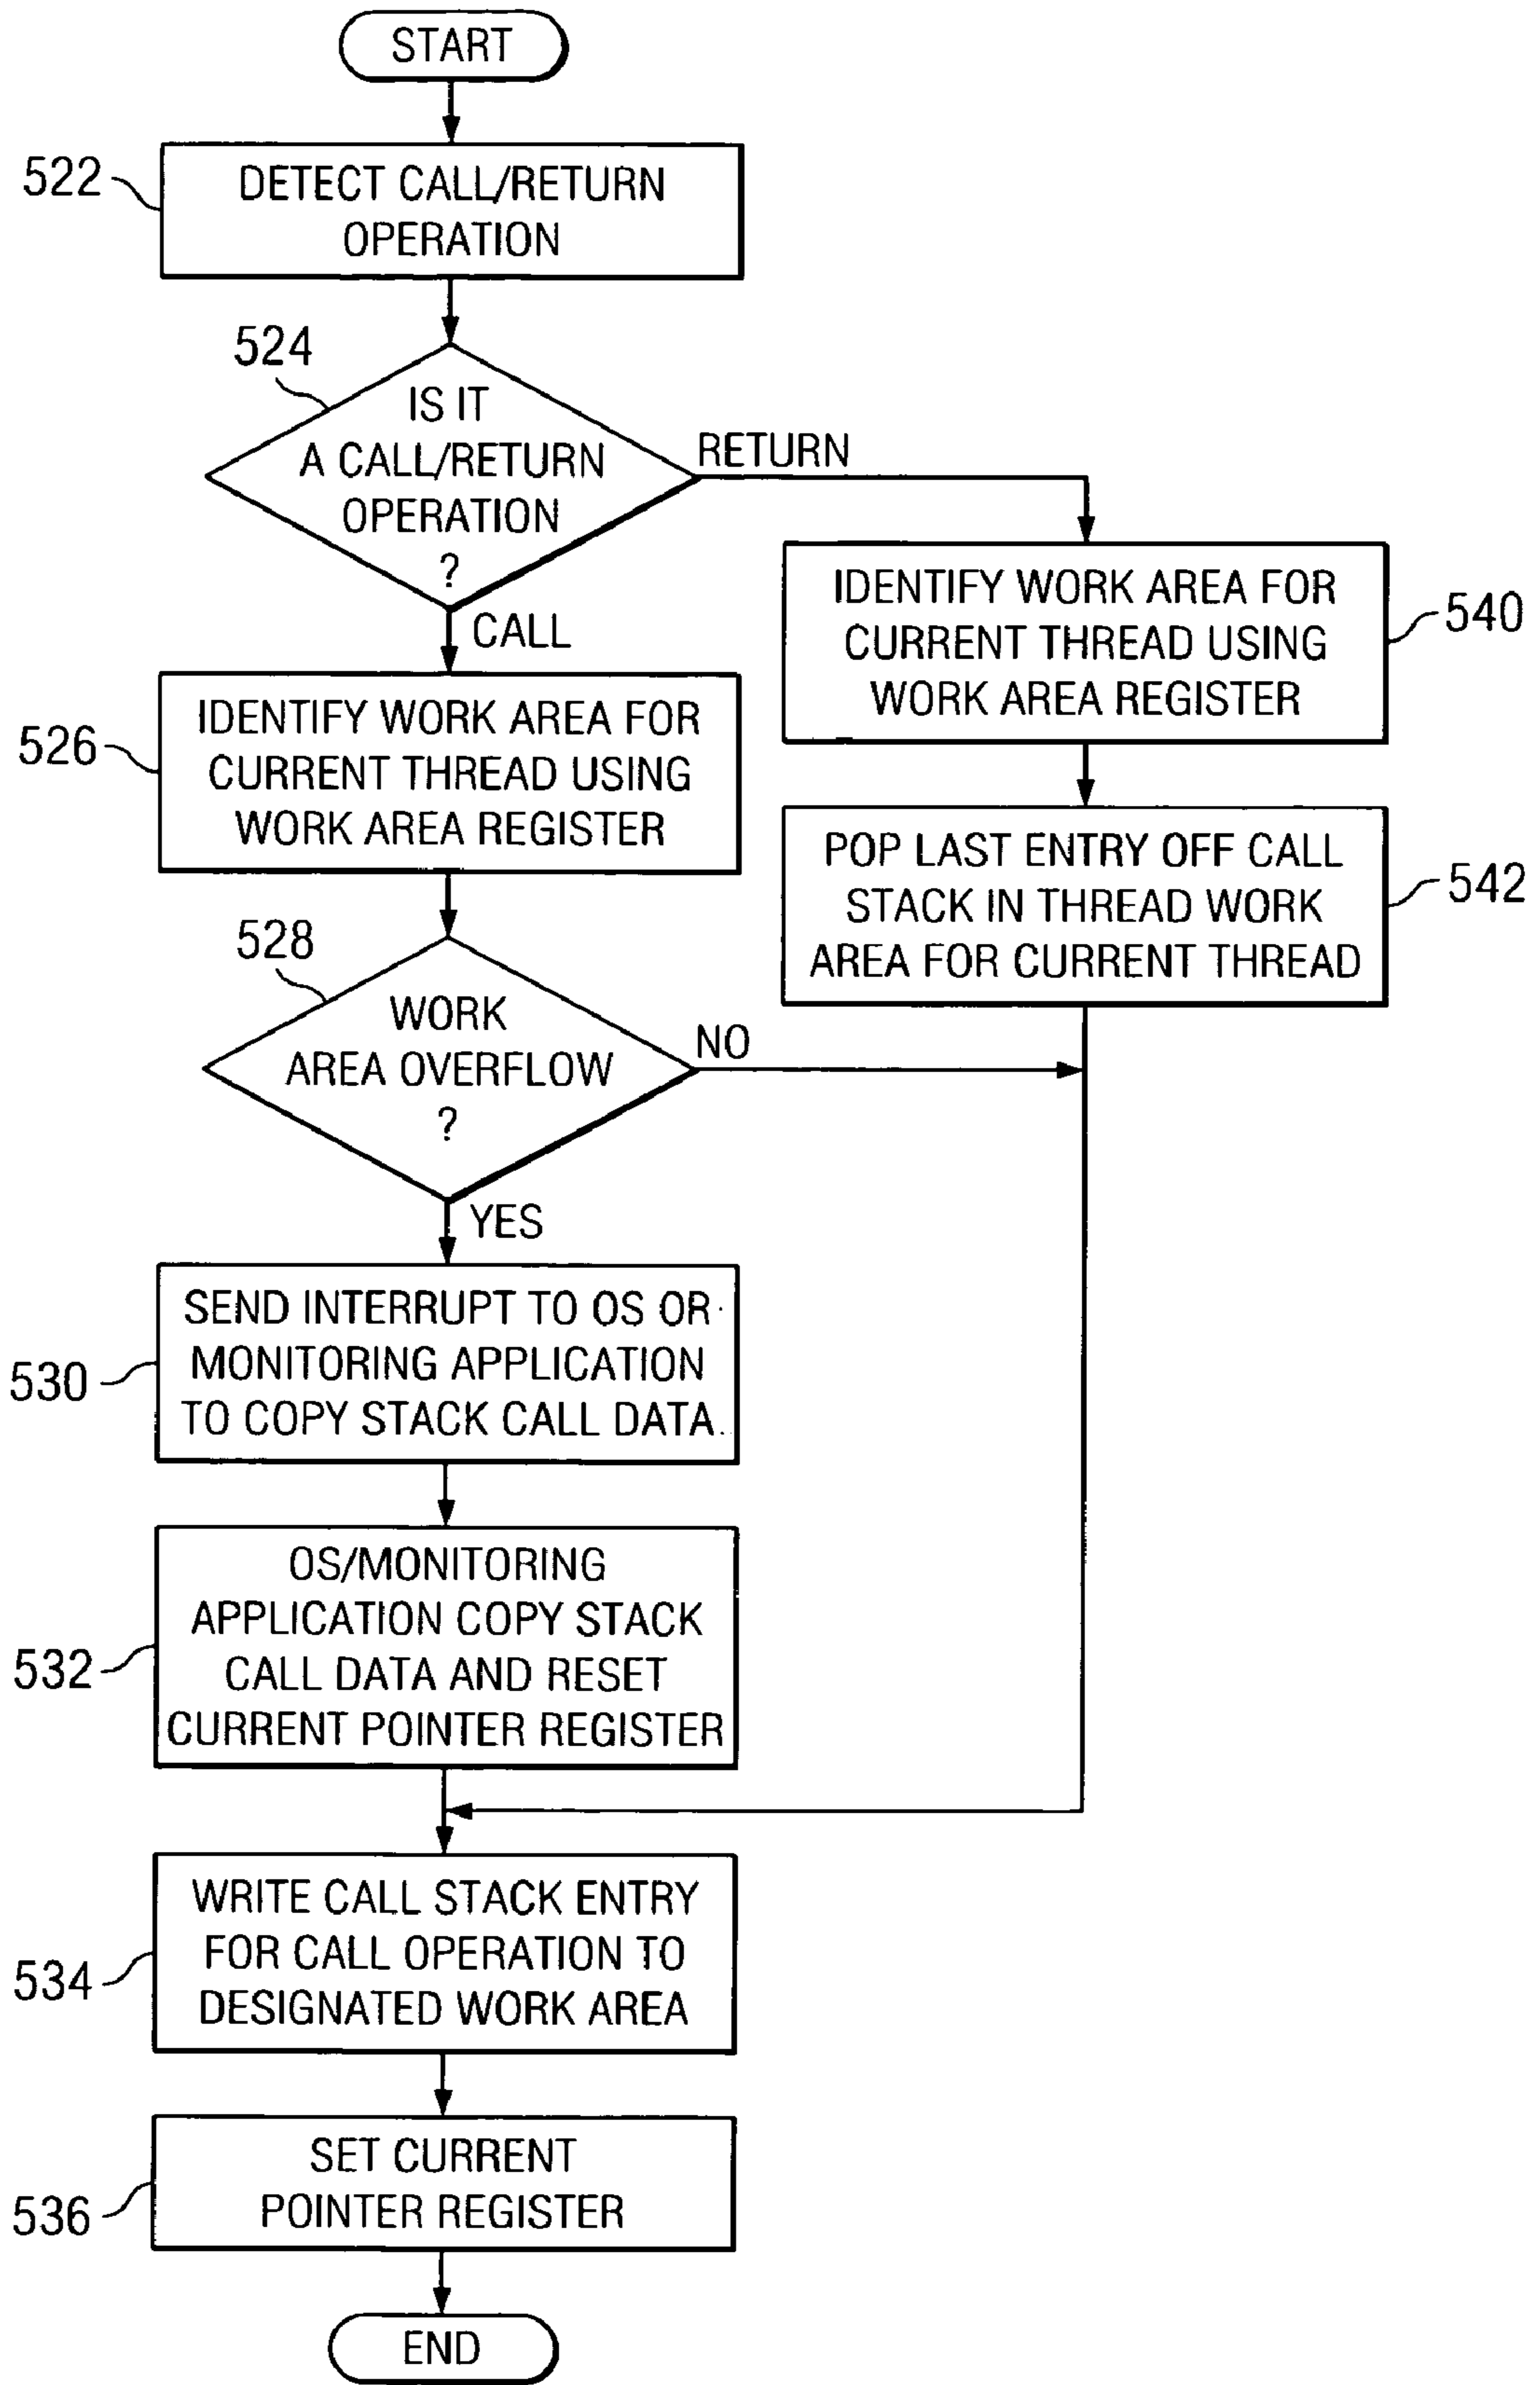 START
522
DETECT CALL/RETURN
OPERATION
524
IS IT
A CALL/RETURN
OPERATION
?
RETURN
CALL
IDENTIFY WORK AREA FOR
CURRENT THREAD USING
WORK AREA REGISTER
540
526
IDENTIFY WORK AREA FOR
CURRENT THREAD USING
WORK AREA REGISTER
POP LAST ENTRY OFF CALL
STACK IN THREAD WORK
AREA FOR CURRENT THREAD
542
528
WORK
AREA OVERFLOW
?
NO
YES
530
SEND INTERRUPT TO OS OR
MONITORING APPLICATION
TO COPY STACK CALL DATA
532
OS/MONITORING
APPLICATION COPY STACK
CALL DATA AND RESET
CURRENT POINTER REGISTER
534
WRITE CALL STACK ENTRY
FOR CALL OPERATION TO
DESIGNATED WORK AREA
536
SET CURRENT
POINTER REGISTER
END